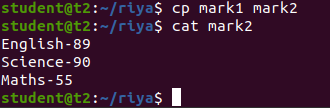 student@t2:~/riya$ cp mark1 mark2
student@t2:~/riya$ cat mark2
English-89
Science-90
Maths-55
student@t2:~/riya$